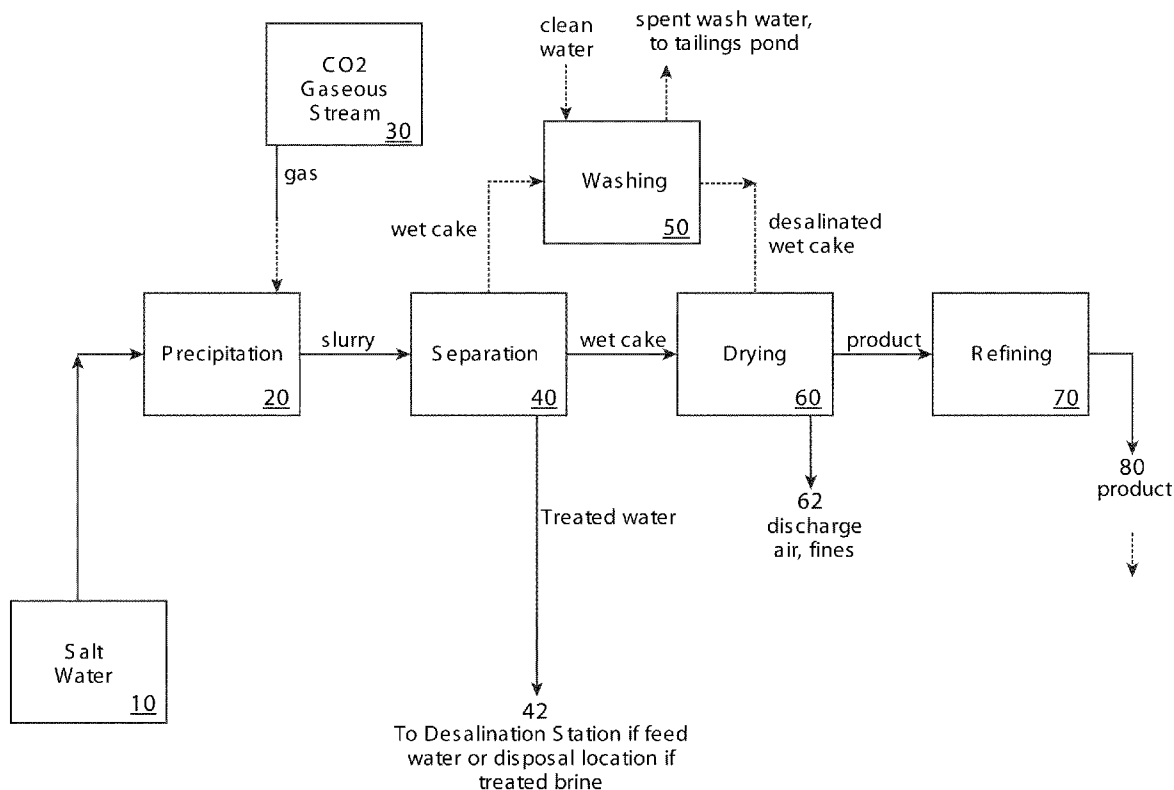 clean
water
spent wash water,
to tailings pond
CO2
Gaseous
Stream
30
gas
Washing
50
wet cake
desalinated
wet cake
Precipitation
20
slurry
Separation
40
wet cake
Drying
60
product
Refining
70
80
product
62
discharge
air, fines
Treated water
Salt
Water
10
42
To Desalination Station if feed
water or disposal location if
treated brine